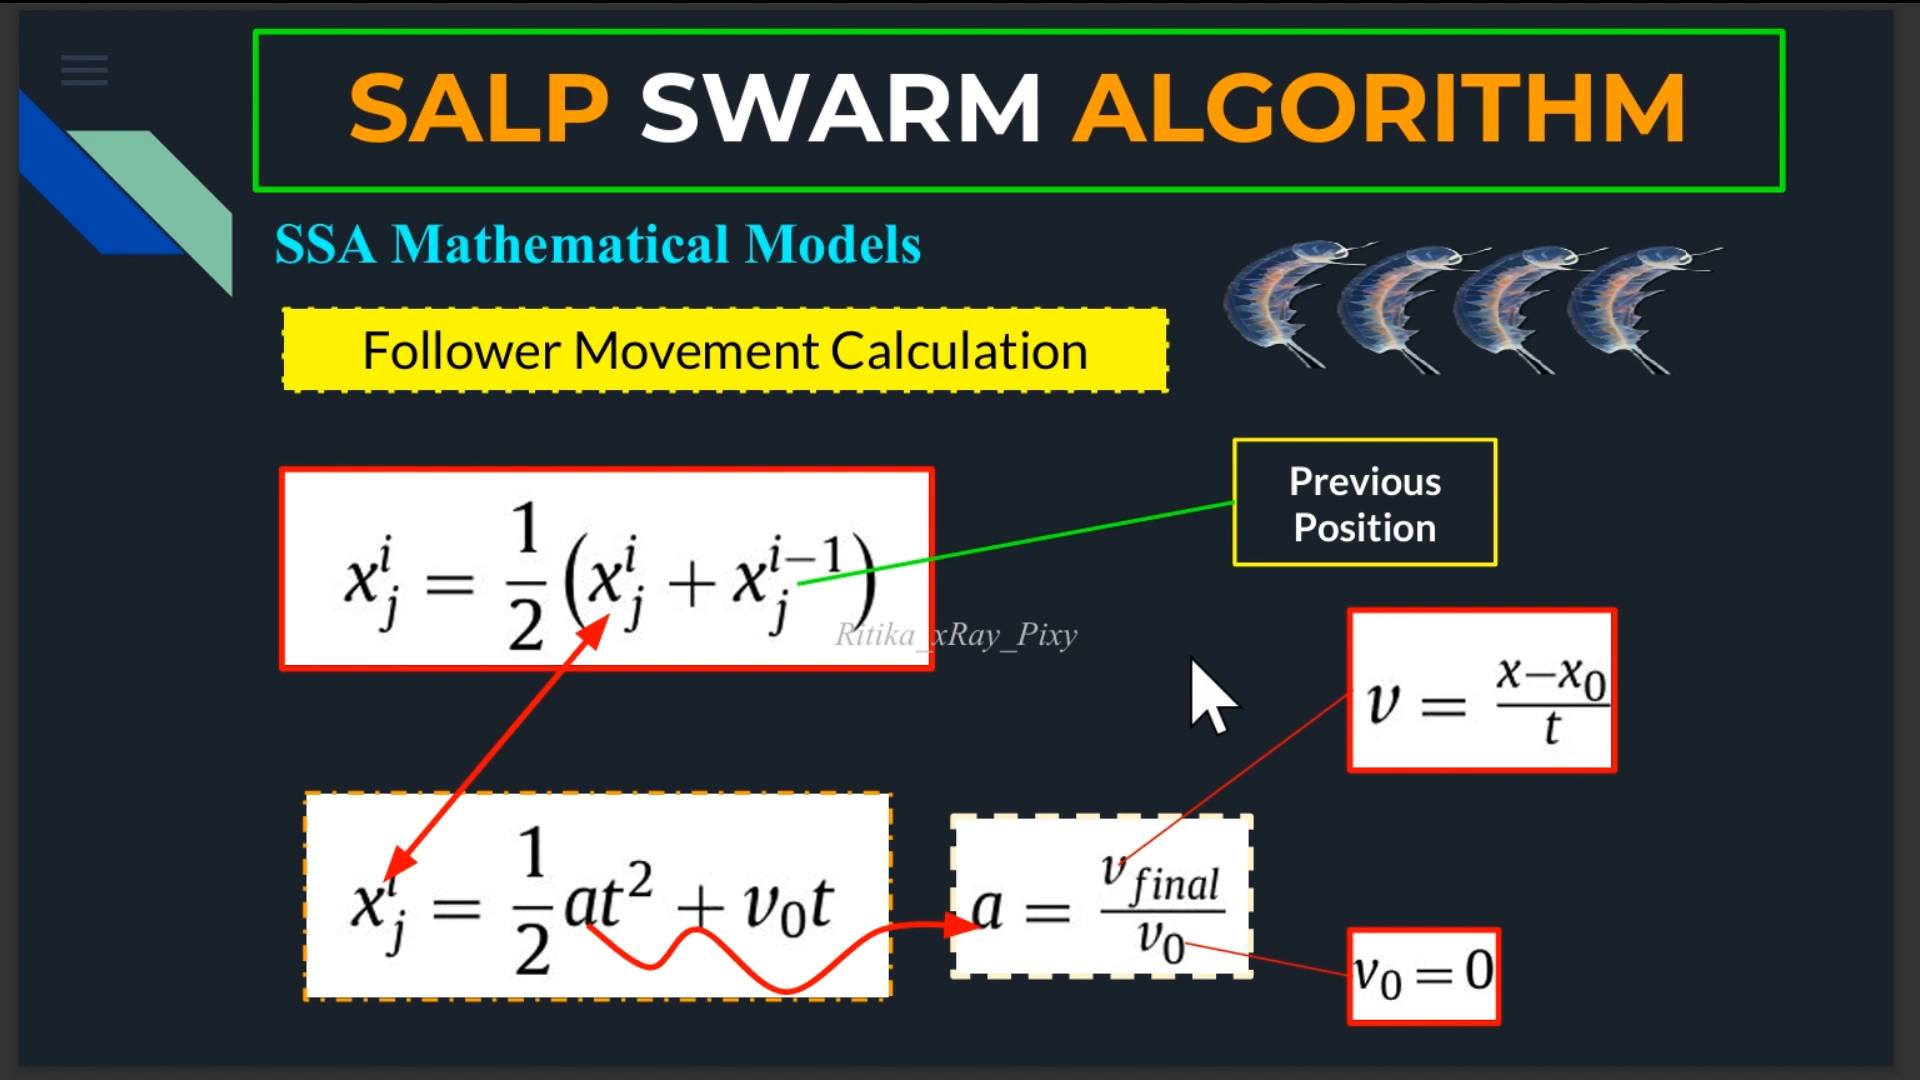 SALP SWARM ALGORITHM
SSA Mathematical Models
Follower Movement Calculation
Previous
Position
x_j^i = 1/2 (x_j^i + x_j^{i-1})
Ritika_xRay_Pixy
v = x-x_0 / t
x_j^i = 1/2 at^2 + v_0t
a = v_final / v_0
v_0 = 0